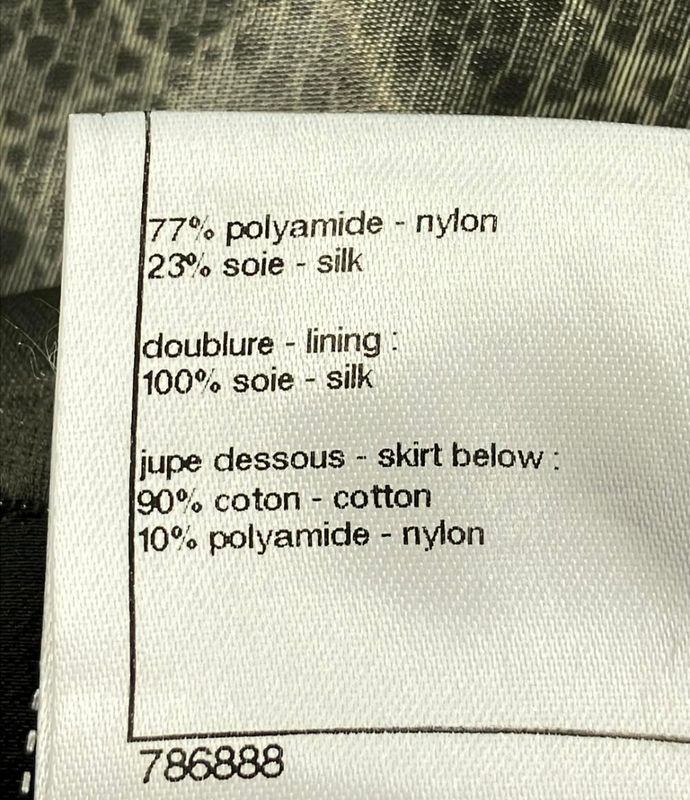 77% polyamide - nylon
23% soie - silk
doublure - lining :
100% soie - silk
jupe dessous - skirt below :
90% coton - cotton
10% polyamide - nylon
786888